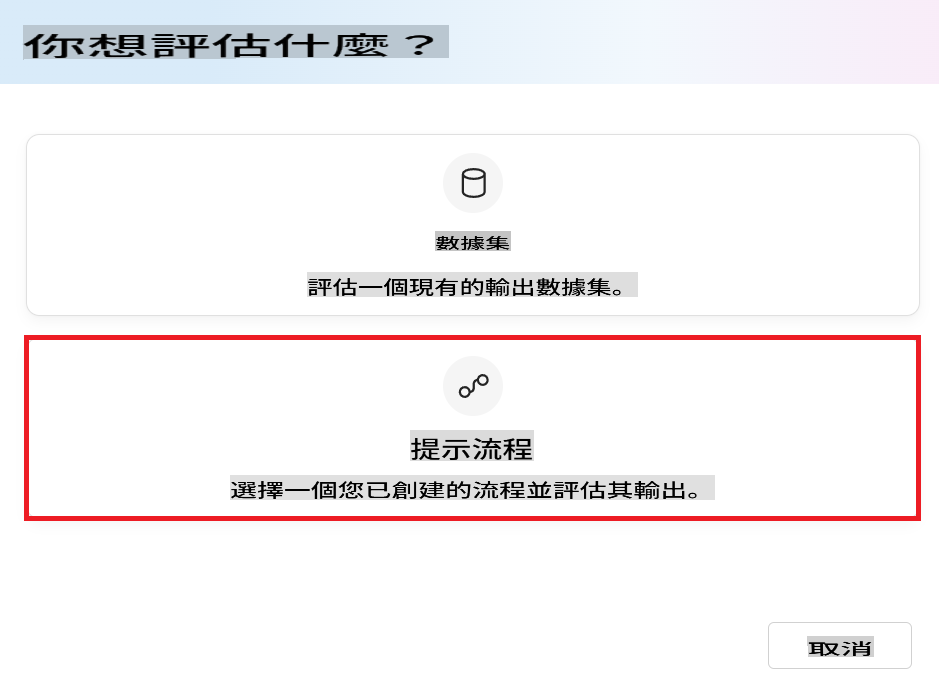 你想評估什麼？
數據集
評估一個現有的輸出數據集。
提示流程
選擇一個您已創建的流程並評估其輸出。
取消